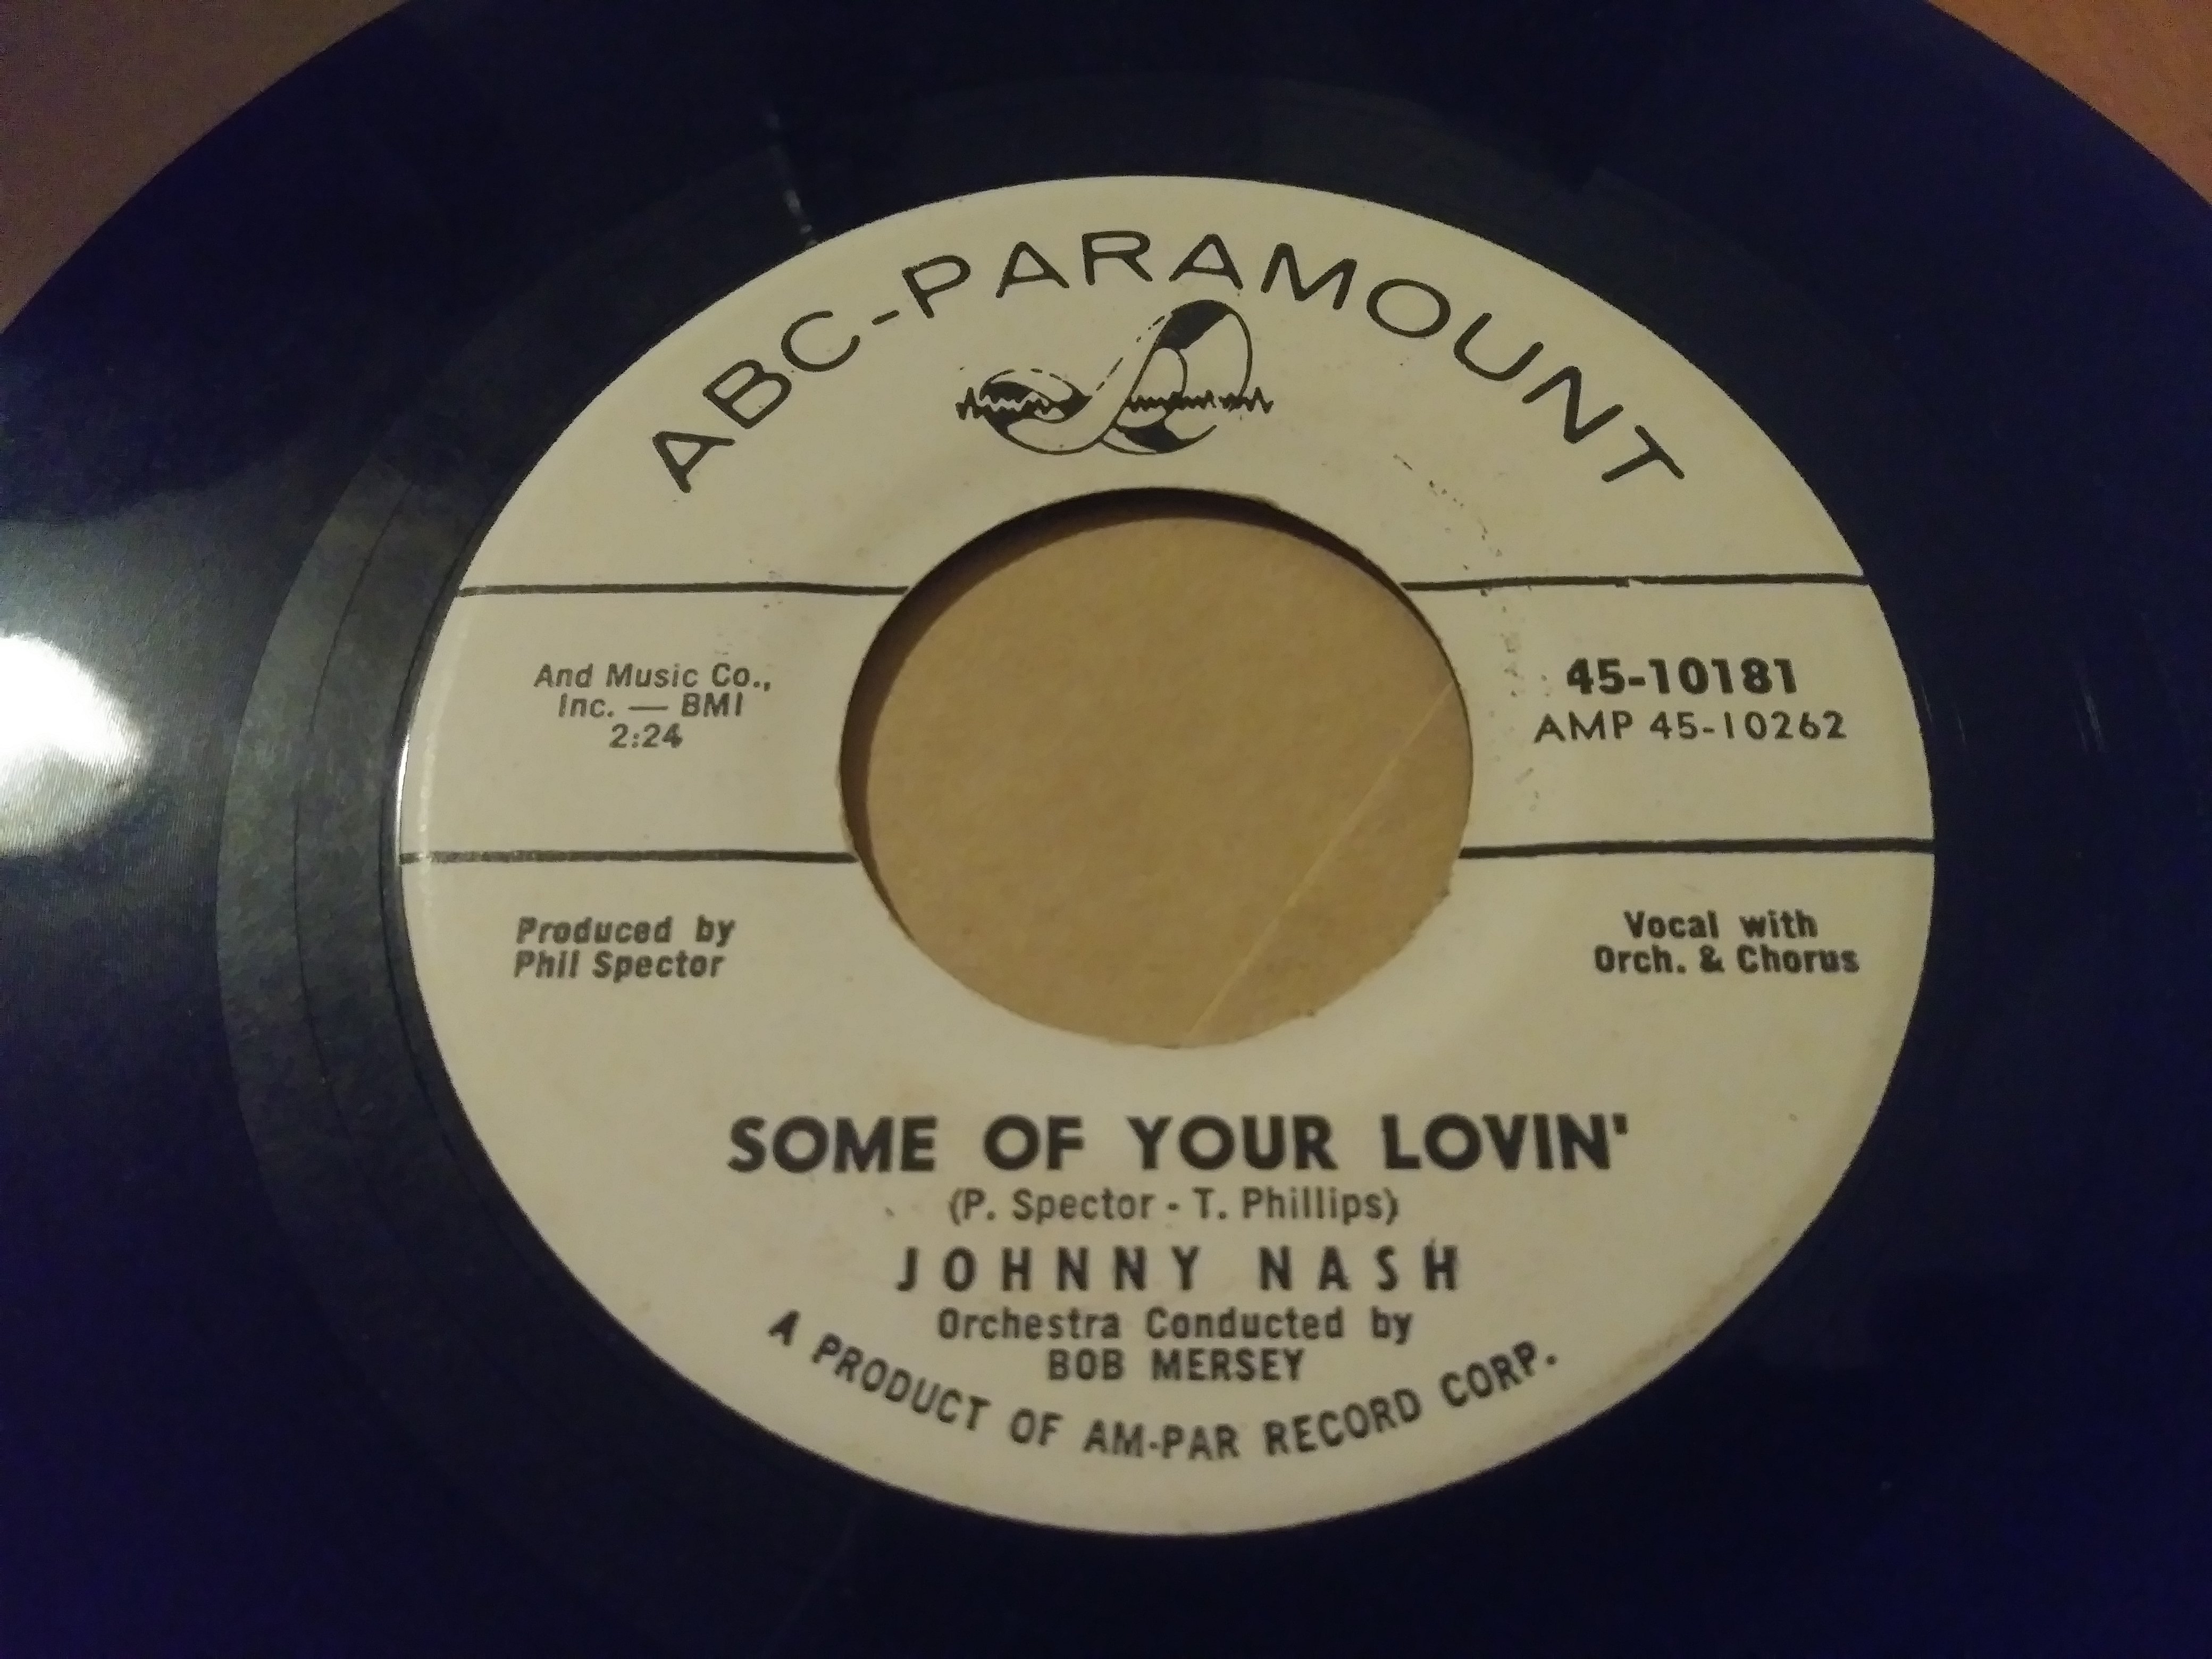 ABC-PARAMOUNT
And Music Co.,
Inc. — BMI
2:24
45-10181
AMP 45-10262
Produced by
Phil Spector
Vocal with
Orch. & Chorus
SOME OF YOUR LOVIN'
(P. Spector - T. Phillips)
JOHNNY NASH
Orchestra Conducted by
BOB MERSEY
A PRODUCT OF AM-PAR RECORD CORP.